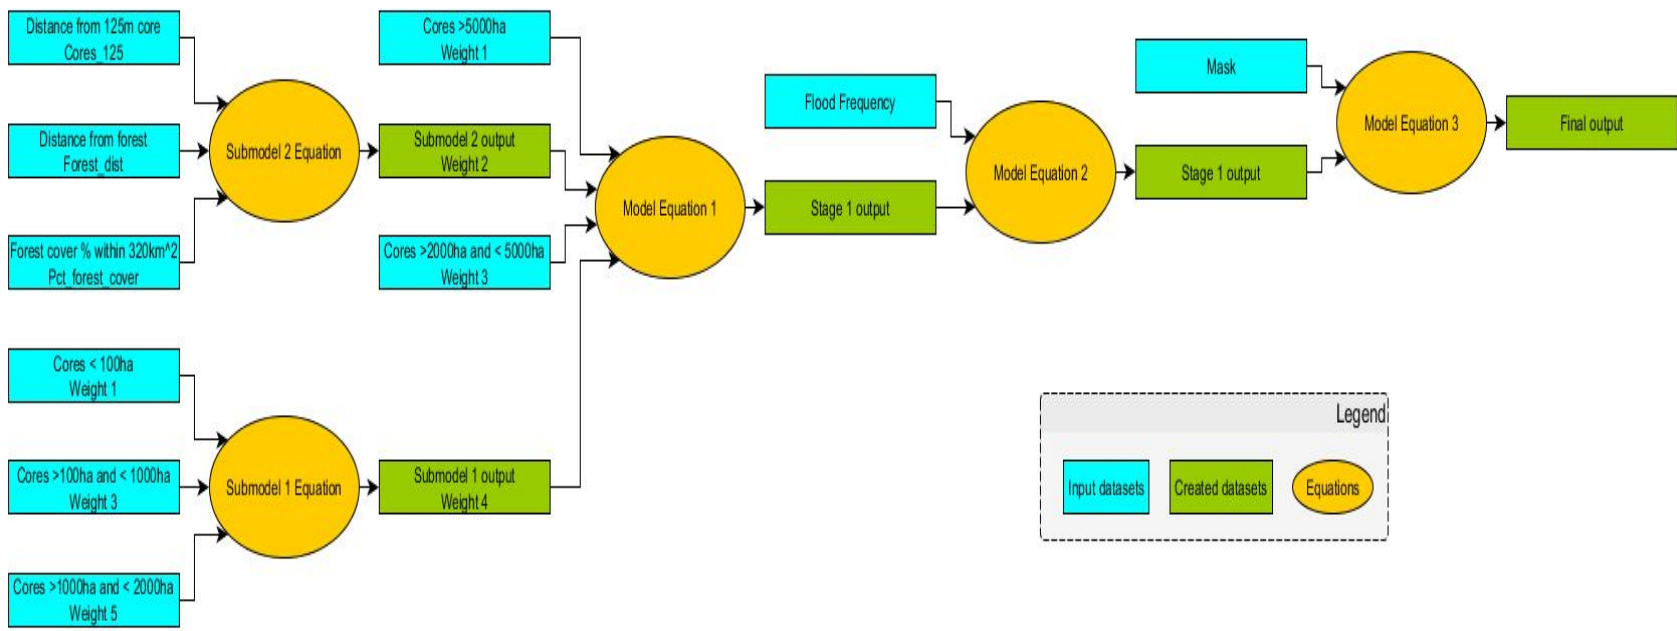 Distance from 125m core
Cores_125
Distance from forest
Forest_dist
Forest cover % within 320km^2
Pct_forest_cover
Submodel 2 Equation
Cores < 100ha
Weight 1
Cores >100ha and < 1000ha
Weight 3
Cores >1000ha and < 2000ha
Weight 5
Submodel 1 Equation
Cores >5000ha
Weight 1
Submodel 2 output
Weight 2
Cores >2000ha and < 5000ha
Weight 3
Submodel 1 output
Weight 4
Model Equation 1
Flood Frequency
Stage 1 output
Model Equation 2
Mask
Stage 1 output
Model Equation 3
Final output
Legend
Input datasets
Created datasets
Equations